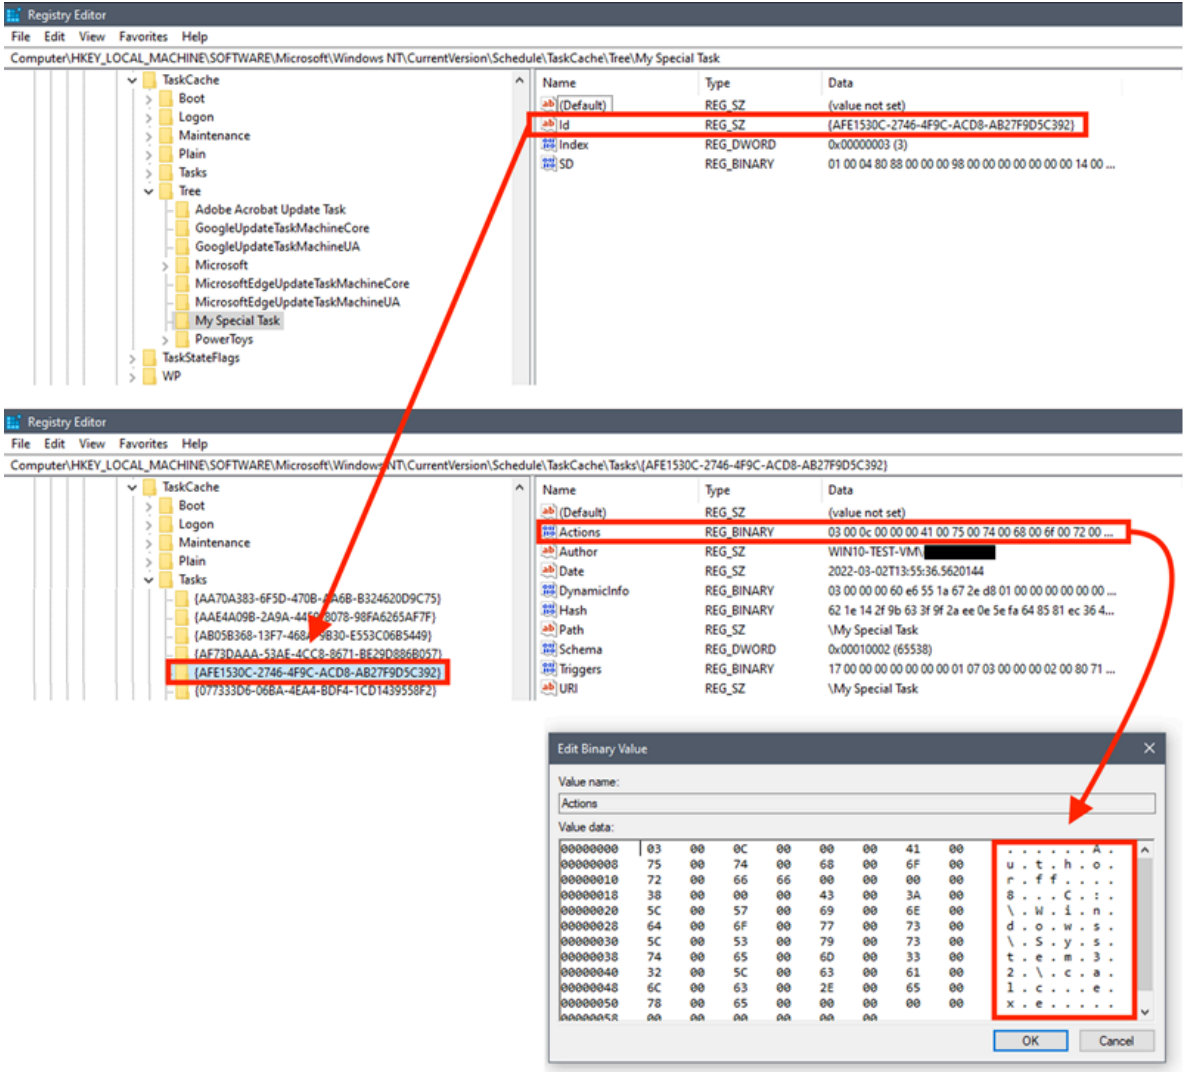 Registry Editor
File Edit View Favorites Help
Computer\HKEY_LOCAL_MACHINE\SOFTWARE\Microsoft\Windows NT\CurrentVersion\Schedule\TaskCache\Tree\My Special Task
TaskCache
Boot
Logon
Maintenance
Plain
Tasks
Tree
Adobe Acrobat Update Task
GoogleUpdateTaskMachineCore
GoogleUpdateTaskMachineUA
Microsoft
MicrosoftEdgeUpdateTaskMachineCore
MicrosoftEdgeUpdateTaskMachineUA
My Special Task
PowerToys
TaskStateFlags
WP
Name Type Data
(Default) REG_SZ (value not set)
Id REG_SZ {AFE1530C-2746-4F9C-ACD8-AB27F9D5C392}
Index REG_DWORD 0x00000003 (3)
SD REG_BINARY 01 00 04 80 88 00 00 00 98 00 00 00 00 00 00 00 14 00 ...
Registry Editor
File Edit View Favorites Help
Computer\HKEY_LOCAL_MACHINE\SOFTWARE\Microsoft\Windows NT\CurrentVersion\Schedule\TaskCache\Tasks\{AFE1530C-2746-4F9C-ACD8-AB27F9D5C392}
TaskCache
Boot
Logon
Maintenance
Plain
Tasks
{AA70A383-6F5D-470B-AA6B-B324620D9C75}
{AAE4A09B-2A9A-
-98FA6265AF7F}
{AB05B368-13F7-
-E553C06B5449}
{AF73DAAA-53AE-4CC8-8671-BE29D886B057}
{AFE1530C-2746-4F9C-ACD8-AB27F9D5C392}
{077333D6-06BA-4EA4-BDF4-1CD1439558F2}
Name Type Data
(Default) REG_SZ (value not set)
Actions REG_BINARY 03 00 0c 00 00 00 41 00 75 00 74 00 68 00 6f 00 72 00 ...
Author REG_SZ WIN10-TEST-VM\
Date REG_SZ 2022-03-02T13:55:36.5620144
DynamicInfo REG_BINARY 03 00 00 00 60 e6 55 1a 67 2e d8 01 00 00 00 00 00 00 ...
Hash REG_BINARY 62 1e 14 2f 9b 63 3f 9f 2a ee 0e 5e fa 64 85 81 ec 36 4...
Path REG_SZ \My Special Task
Schema REG_DWORD 0x00010002 (65538)
Triggers REG_BINARY 17 00 00 00 00 00 00 00 01 07 03 00 00 00 02 00 80 71 ...
URI REG_SZ \My Special Task
Edit Binary Value
Value name:
Actions
Value data:
00000000 03 00 0C 00 00 00 41 00 . . . . . . A .
00000008 75 00 74 00 68 00 6F 00 u . t . h . o .
00000010 72 00 66 66 00 00 00 00 r . f f . . . .
00000018 38 00 00 00 43 00 3A 00 8 . . . C . : .
00000020 5C 00 57 00 69 00 6E 00 \ . W . i . n .
00000028 64 00 6F 00 77 00 73 00 d . o . w . s .
00000030 5C 00 53 00 79 00 73 00 \ . S . y . s .
00000038 74 00 65 00 6D 00 33 00 t . e . m . 3 .
00000040 32 00 5C 00 63 00 61 00 2 . \ . c . a .
00000048 6C 00 63 00 2E 00 65 00 l . c . . . e .
00000050 78 00 65 00 00 00 00 00 x . e . . . . .
00000058 00 00 00 00 00 00
OK Cancel